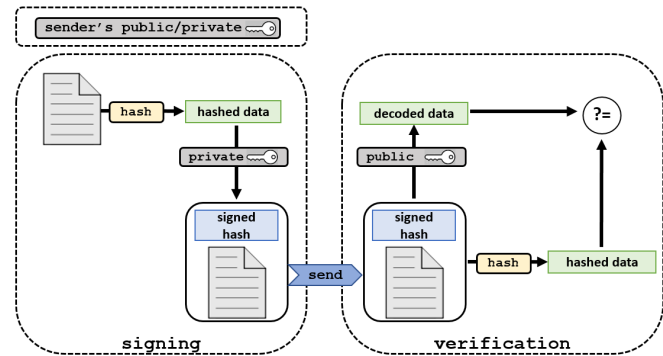 sender's public/private
hash
hashed data
private
signed
hash
signing
send
decoded data
?=
public
signed
hash
hash
hashed data
verification